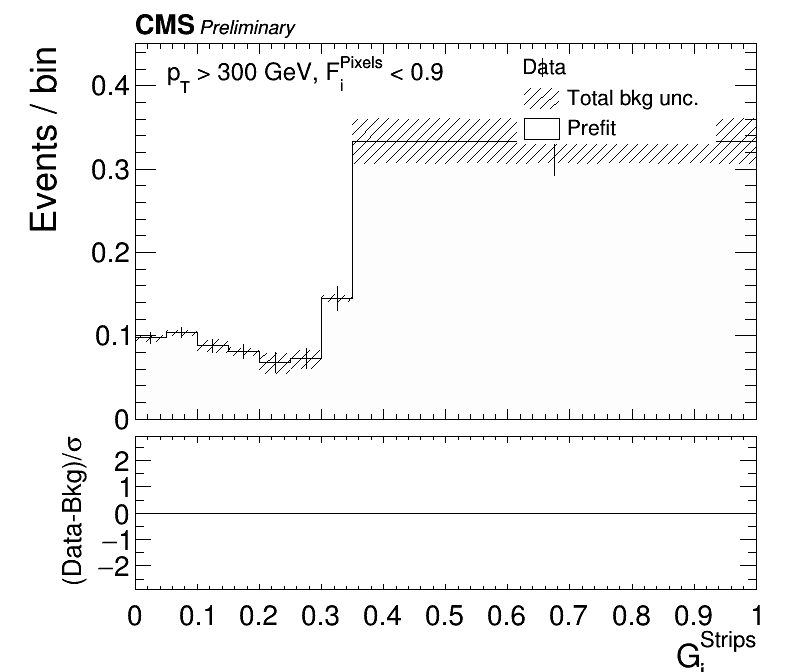 CMS Preliminary
p_T > 300 GeV, F_i^Pixels < 0.9
Data
Total bkg unc.
Prefit
Events / bin
0.4
0.3
0.2
0.1
0
(Data-Bkg)/σ
2
1
0
−1
−2
0 0.1 0.2 0.3 0.4 0.5 0.6 0.7 0.8 0.9 1
G_i^Strips